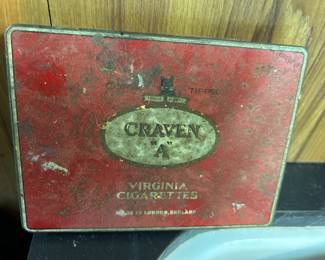 CRAVEN
"A"
VIRGINIA
CIGARETTES
MADE IN LONDON, ENGLAND